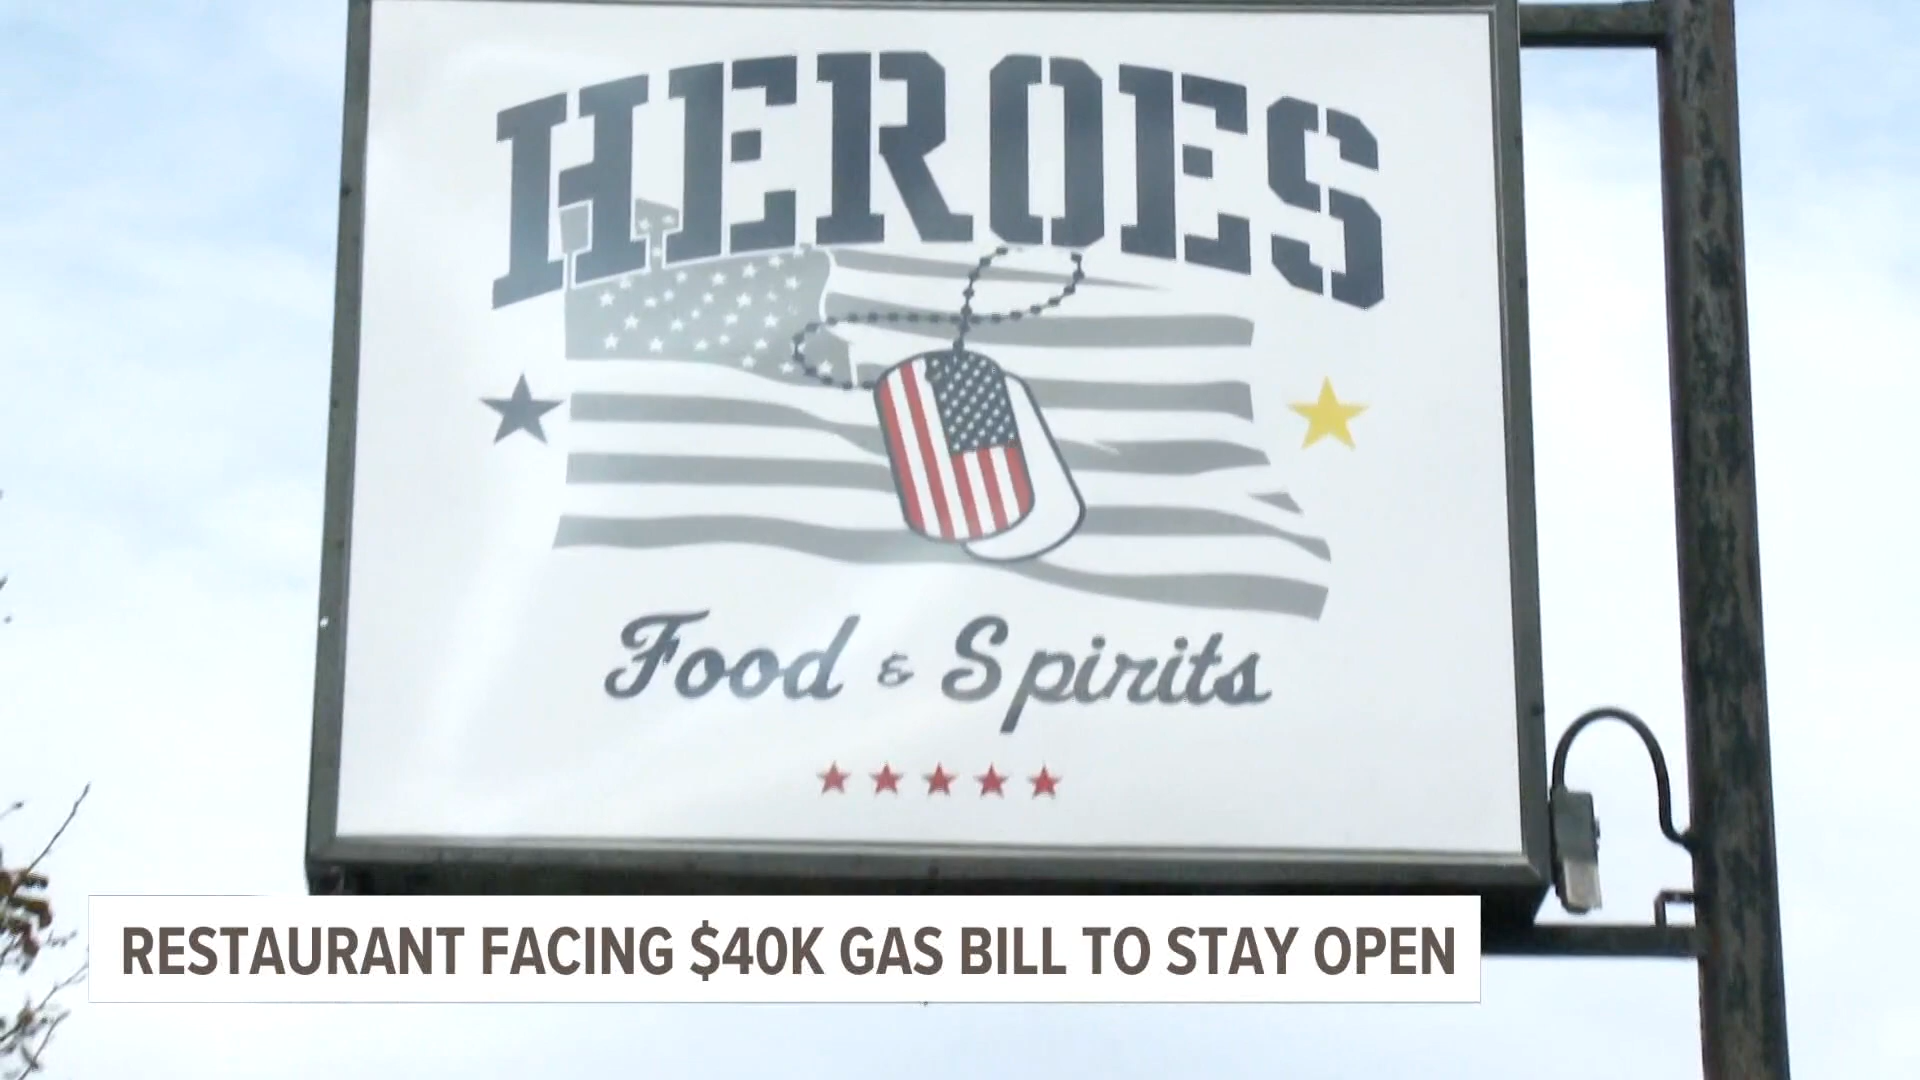 HEROES
Food & Spirits
RESTAURANT FACING $40K GAS BILL TO STAY OPEN